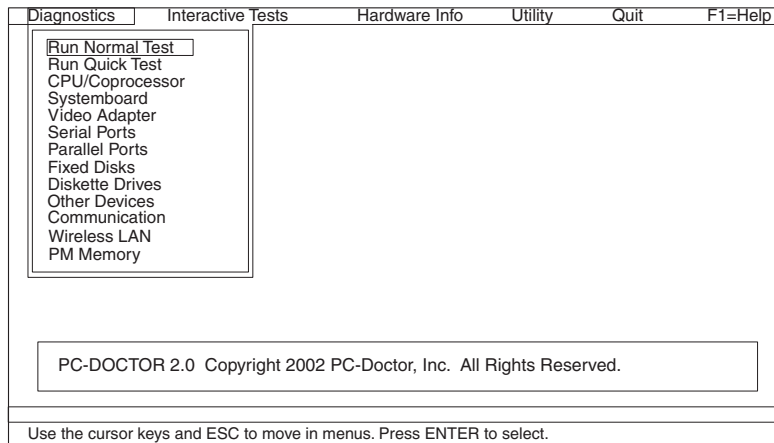 Diagnostics Interactive Tests Hardware Info Utility Quit F1=Help
Run Normal Test
Run Quick Test
CPU/Coprocessor
Systemboard
Video Adapter
Serial Ports
Parallel Ports
Fixed Disks
Diskette Drives
Other Devices
Communication
Wireless LAN
PM Memory
PC-DOCTOR 2.0 Copyright 2002 PC-Doctor, Inc. All Rights Reserved.
Use the cursor keys and ESC to move in menus. Press ENTER to select.